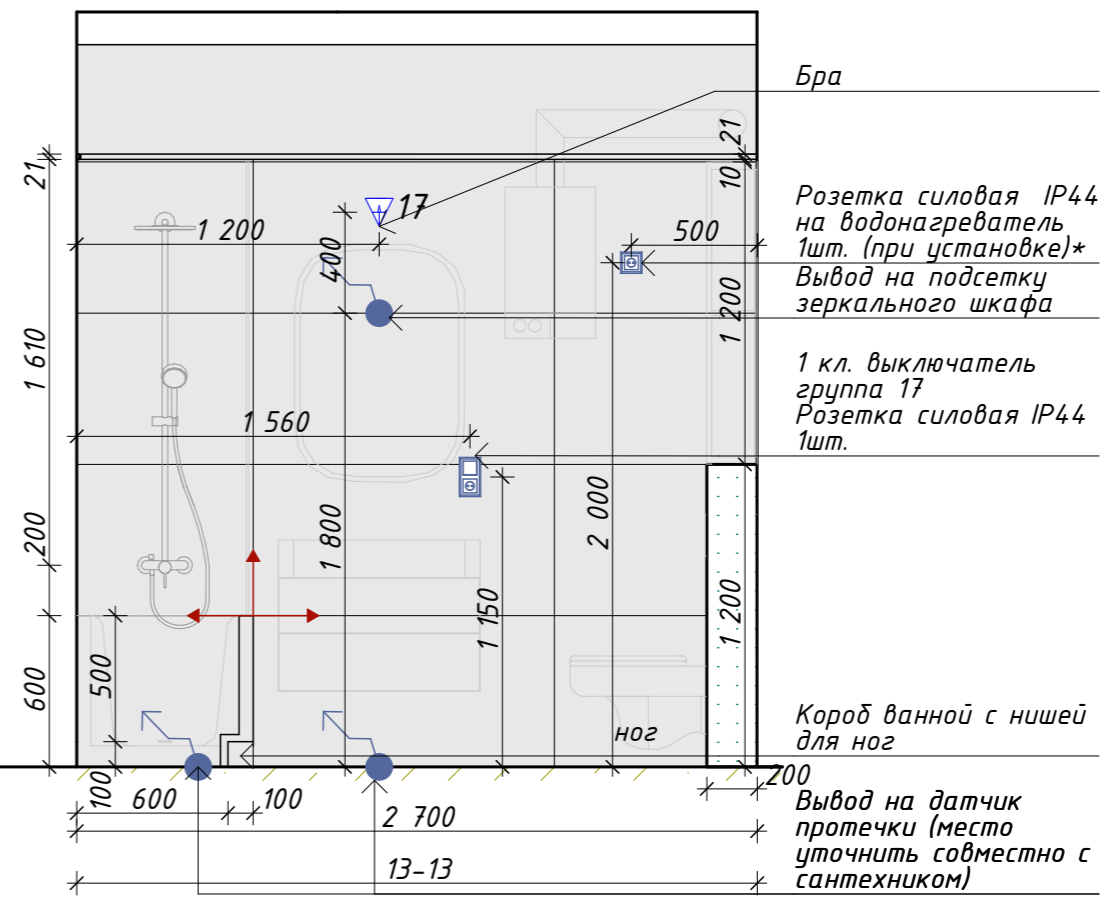 Бра
21
21
10
17
1 200
500
400
Розетка силовая IP44
на водонагреватель
1шт. (при установке)*
Вывод на подсетку
зеркального шкафа
1 200
1 610
1 кл. выключатель
группа 17
Розетка силовая IP44
1шт.
1 560
200
1 800
2 000
1 150
1 200
600
500
ног
Короб ванной с нишей
для ног
100
600
100
200
2 700
Вывод на датчик
протечки (место
уточнить совместно с
сантехником)
13-13